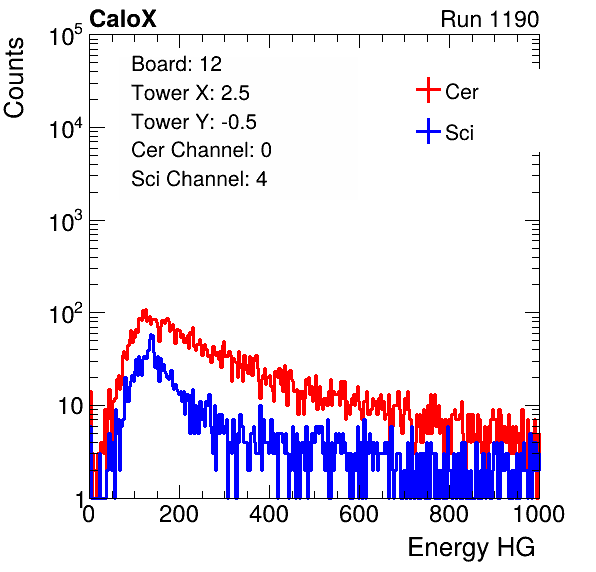 CaloX Run 1190
Counts
10^5
10^4
10^3
10^2
10
1
Board: 12
Tower X: 2.5
Tower Y: -0.5
Cer Channel: 0
Sci Channel: 4
Cer
Sci
0 200 400 600 800 1000
Energy HG